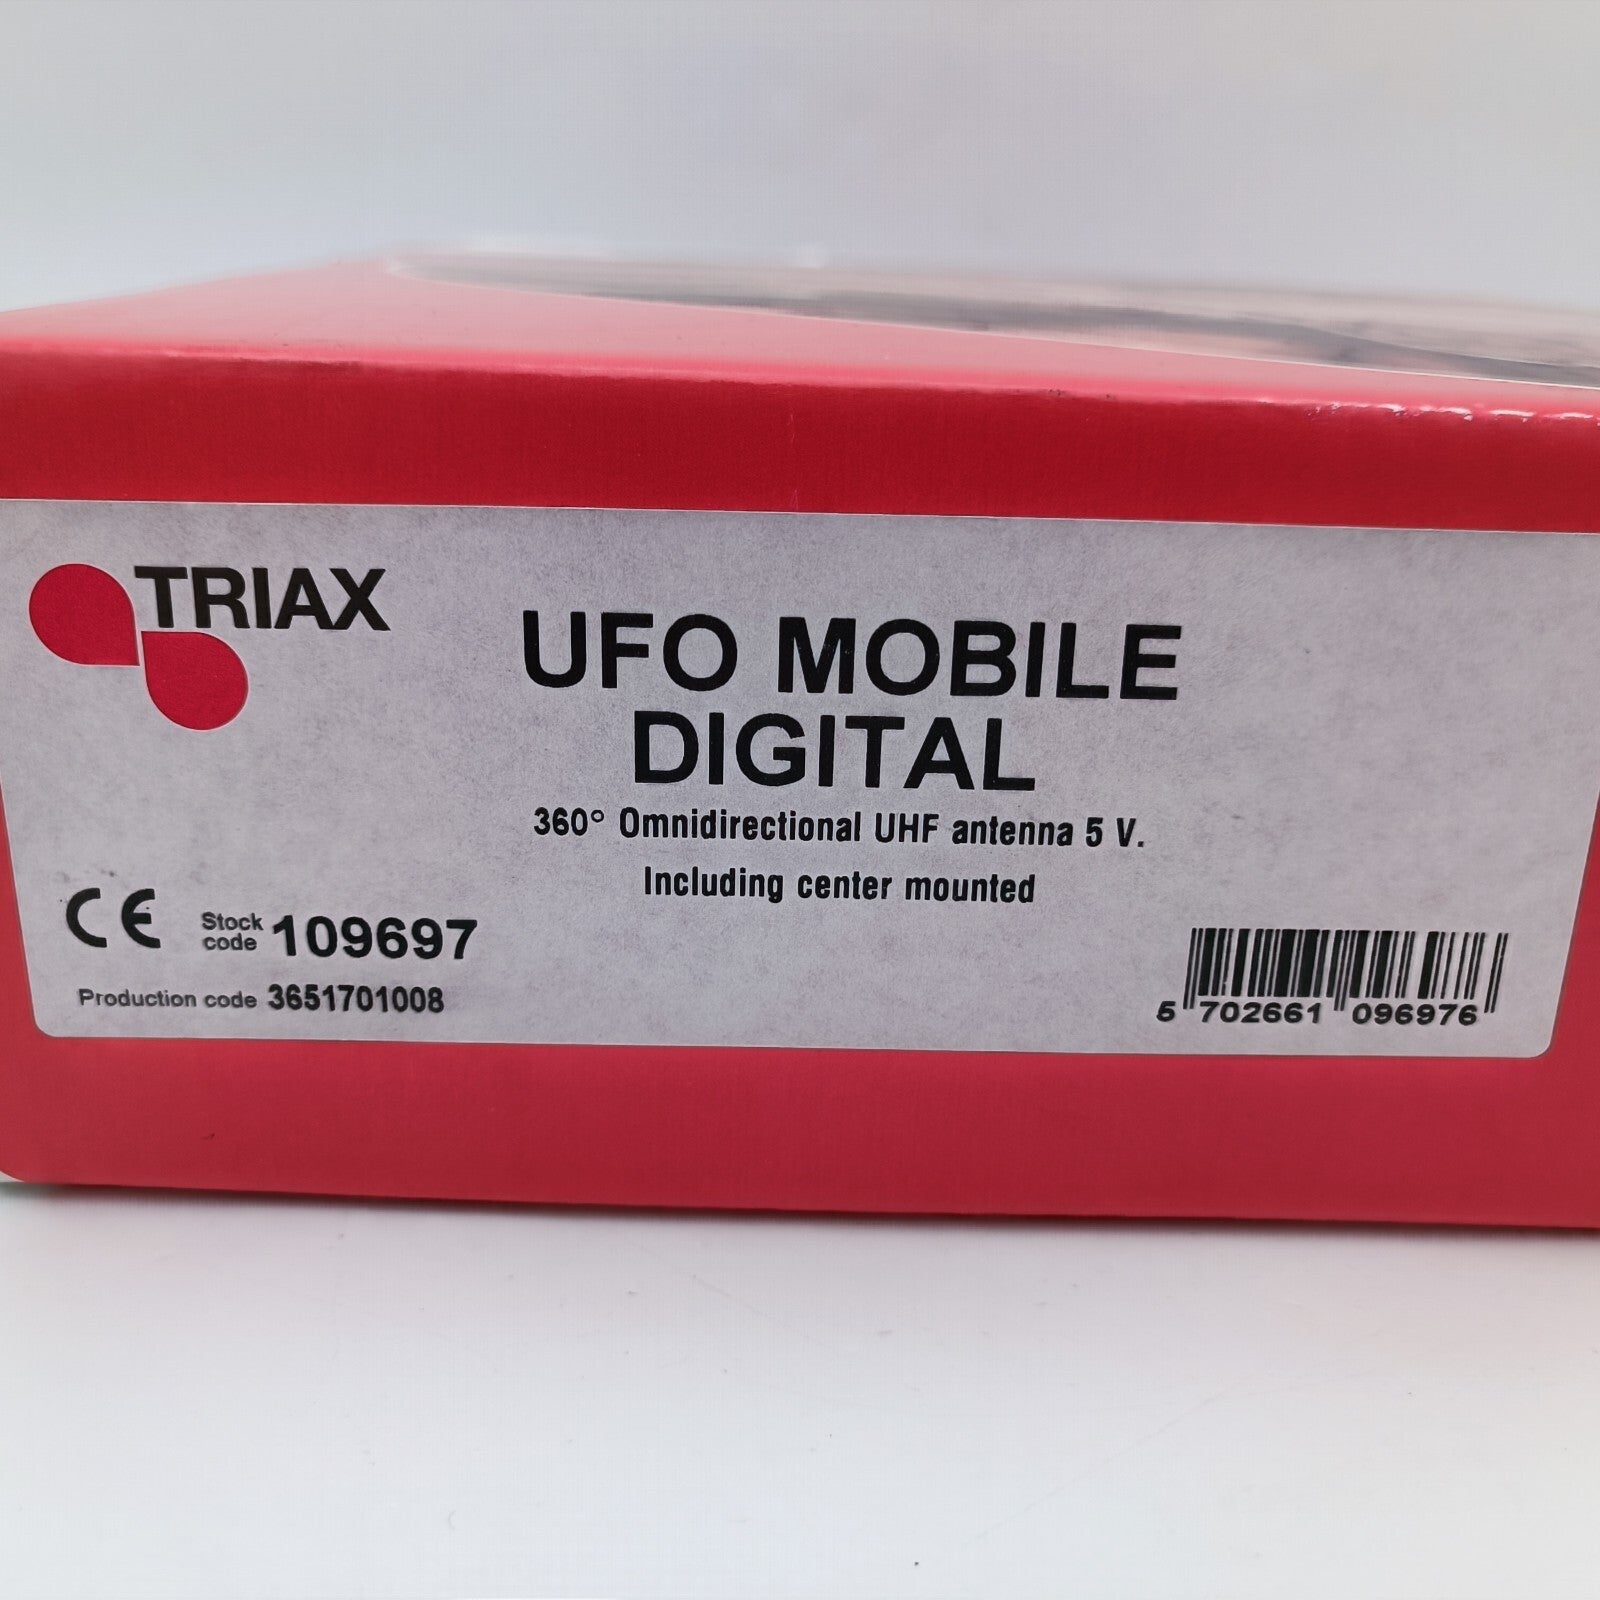 TRIAX
UFO MOBILE
DIGITAL
360° Omnidirectional UHF antenna 5 V.
Including center mounted
CE
Stock code 109697
Production code 3651701008
5 702661 096976